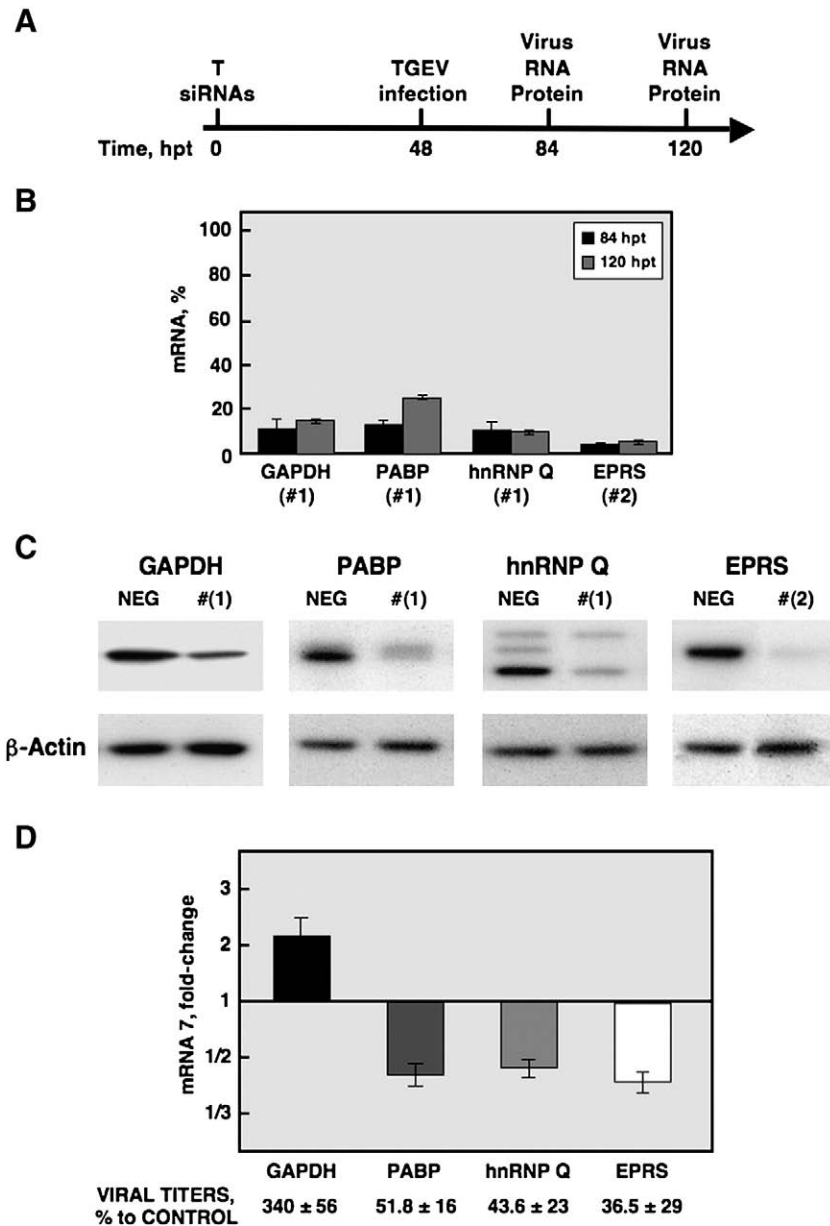 A
T
siRNAs
TGEV
infection
Virus
RNA
Protein
Virus
RNA
Protein
Time, hpt 0 48 84 120
B
mRNA, %
100
80
60
40
20
0
84 hpt
120 hpt
GAPDH
(#1)
PABP
(#1)
hnRNP Q
(#1)
EPRS
(#2)
C
GAPDH
NEG #(1)
PABP
NEG #(1)
hnRNP Q
NEG #(1)
EPRS
NEG #(2)
β-Actin
D
mRNA 7, fold-change
3
2
1
1/2
1/3
GAPDH PABP hnRNP Q EPRS
VIRAL TITERS,
% to CONTROL
340 ± 56 51.8 ± 16 43.6 ± 23 36.5 ± 29